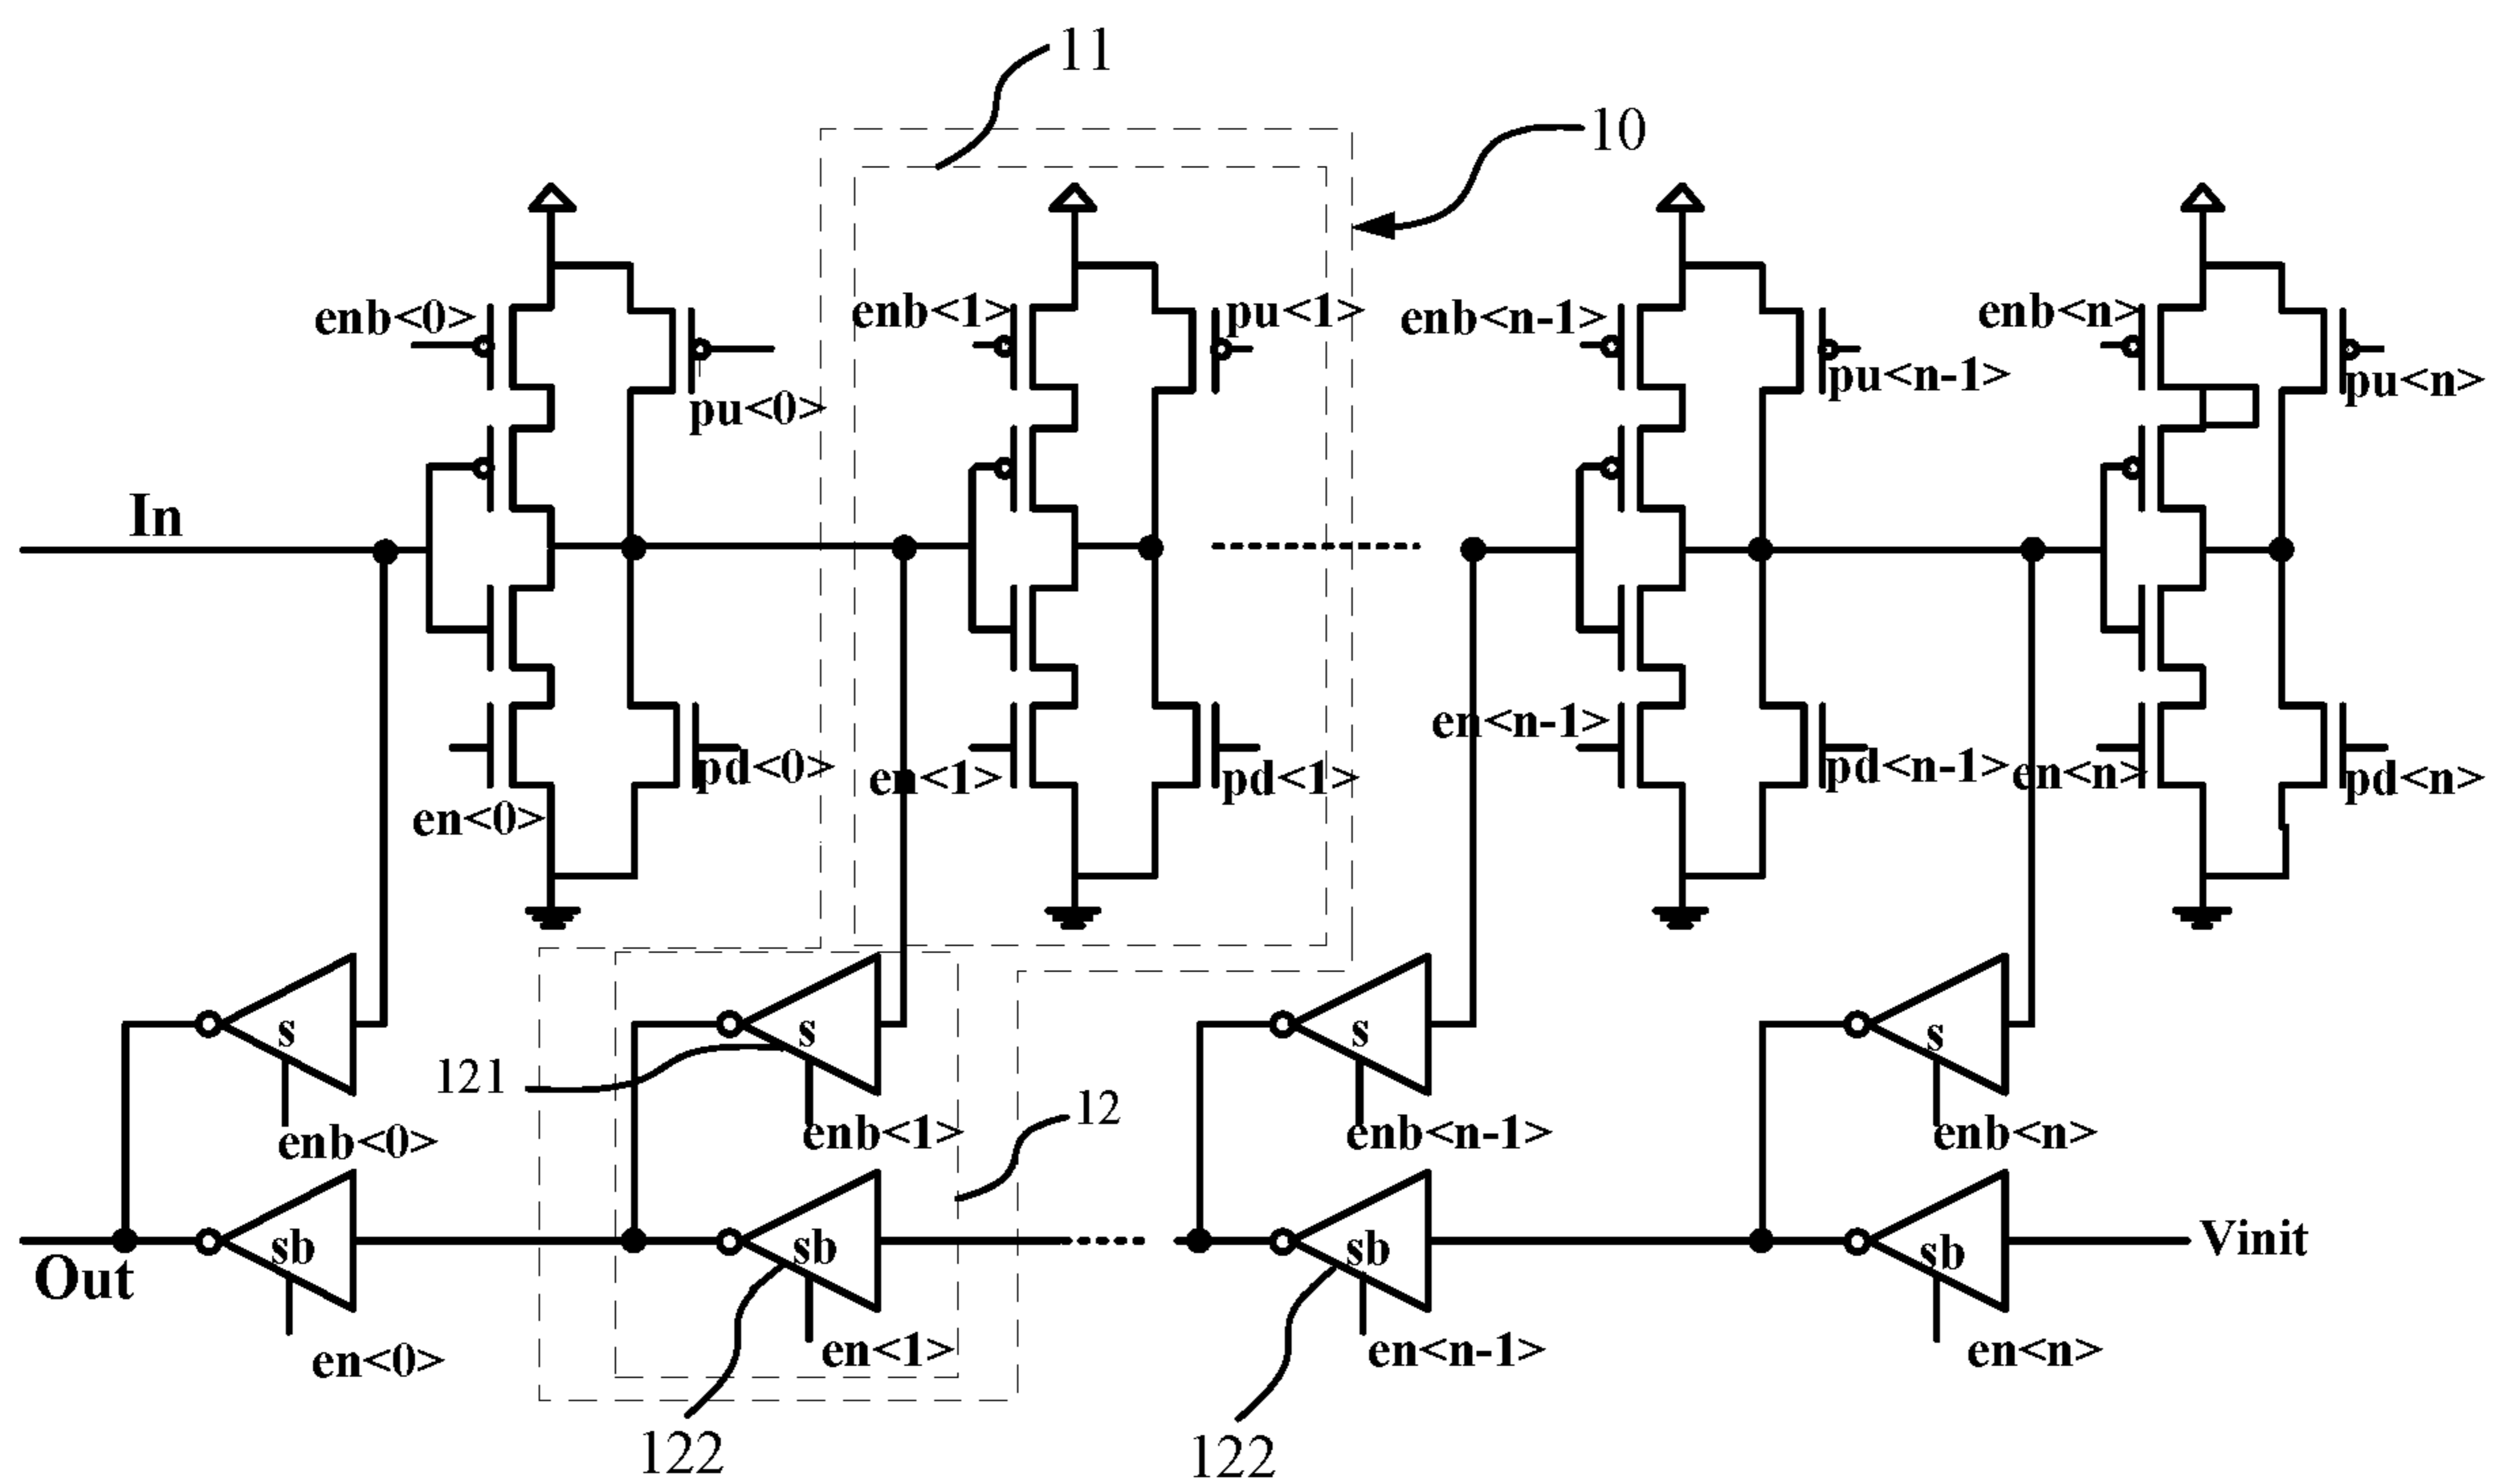 11
10
enb<0>
enb<1>
pu<1>
enb<n-1>
enb<n>
pu<0>
pu<n-1>
pu<n>
In
en<n-1>
pd<0>
en<1>
pd<1>
pd<n-1>
en<n>
pd<n>
en<0>
s
s
s
s
121
12
enb<0>
enb<1>
enb<n-1>
enb<n>
sb
sb
sb
sb
Vinit
Out
en<0>
en<1>
en<n-1>
en<n>
122
122